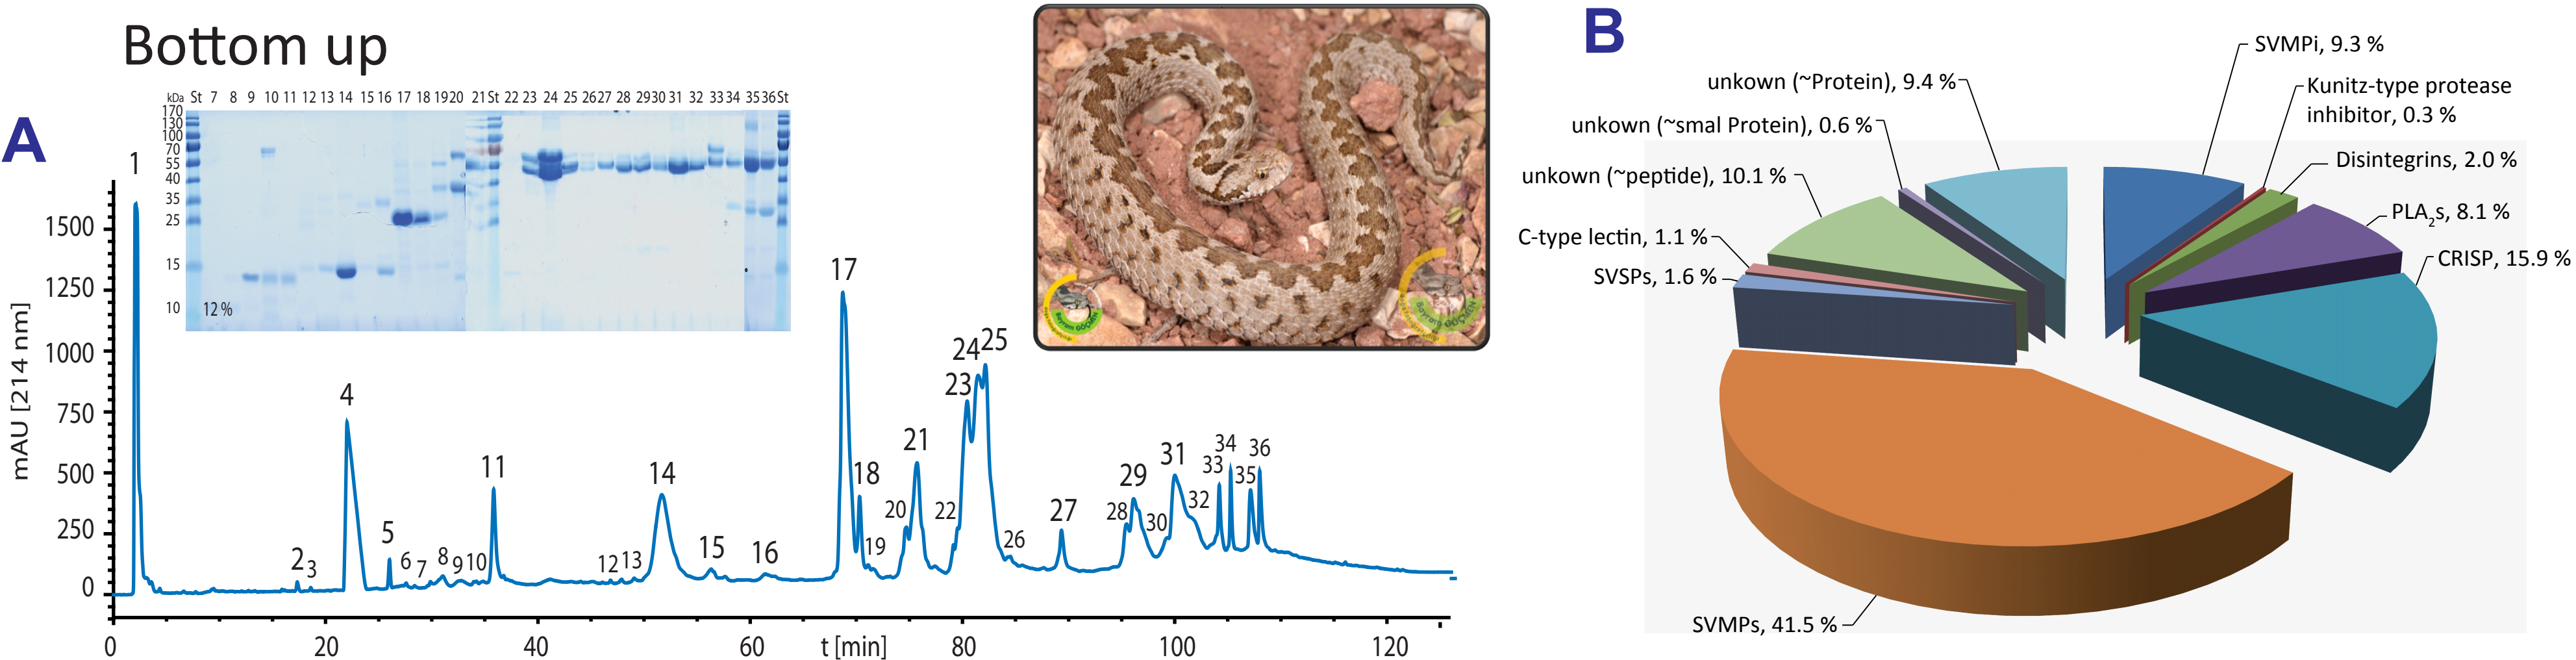 Bottom up
A
kDa St 7 8 9 10 11 12 13 14 15 16 17 18 19 20 21 St 22 23 24 25 26 27 28 29 30 31 32 33 34 35 36 St
170
130
100
70
55
40
35
25
15
10
12 %
mAU [214 nm]
1500
1250
1000
750
500
250
0
1
2
3
4
5
6
7
8
9
10
11
12
13
14
15
16
17
18
19
20
21
22
23
24
25
26
27
28
29
30
31
32
33
34
35
36
0 20 40 60 t [min] 80 100 120
Bayram GÖÇMEN
Bayram GÖÇMEN
B
SVMPi, 9.3 %
Kunitz-type protease
inhibitor, 0.3 %
Disintegrins, 2.0 %
PLA2s, 8.1 %
CRISP, 15.9 %
SVMPs, 41.5 %
SVSPs, 1.6 %
C-type lectin, 1.1 %
unkown (~peptide), 10.1 %
unkown (~smal Protein), 0.6 %
unkown (~Protein), 9.4 %